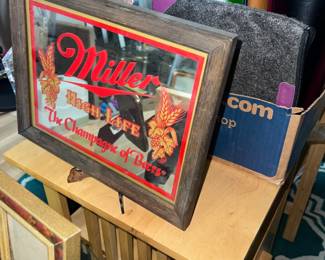 Miller
HIGH LIFE
The Champagne of Beers
.com
op